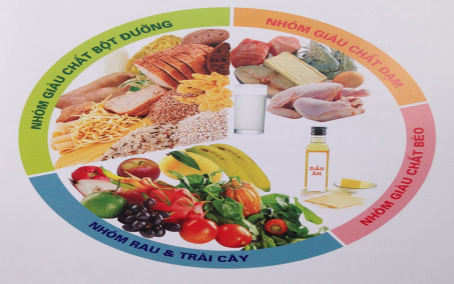 NHÓM GIÀU CHẤT BỘT ĐƯỜNG
NHÓM GIÀU CHẤT ĐẠM
NHÓM GIÀU CHẤT BÉO
DẦU
ĂN
NHÓM RAU & TRÁI CÂY